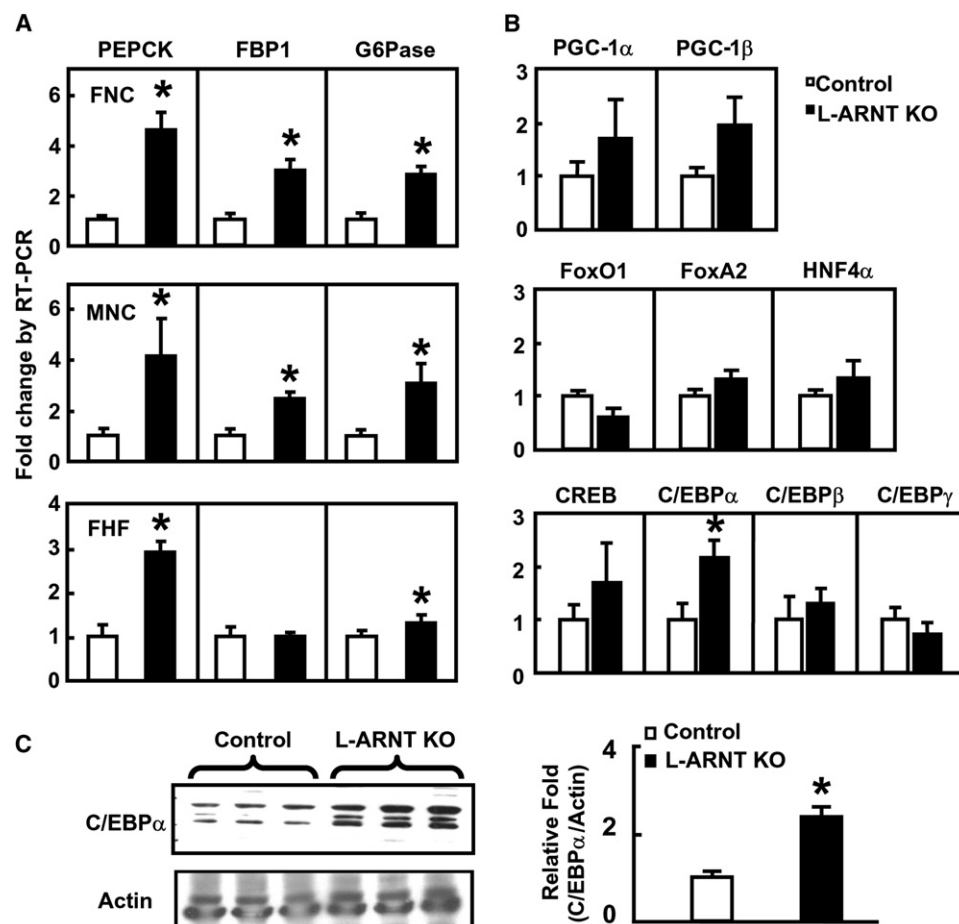 A
PEPCK FBP1 G6Pase
Fold change by RT-PCR
FNC
6
4
2
0
* * *
MNC
6
4
2
0
* * *
FHF
4
3
2
1
0
* *
B
PGC-1α PGC-1β
3
2
1
0
Control
L-ARNT KO
FoxO1 FoxA2 HNF4α
3
2
1
0
CREB C/EBPα C/EBPβ C/EBPγ
3
2
1
0
*
C
Control L-ARNT KO
C/EBPα
Actin
Relative Fold
(C/EBPα/Actin)
4
2
0
Control
L-ARNT KO
*